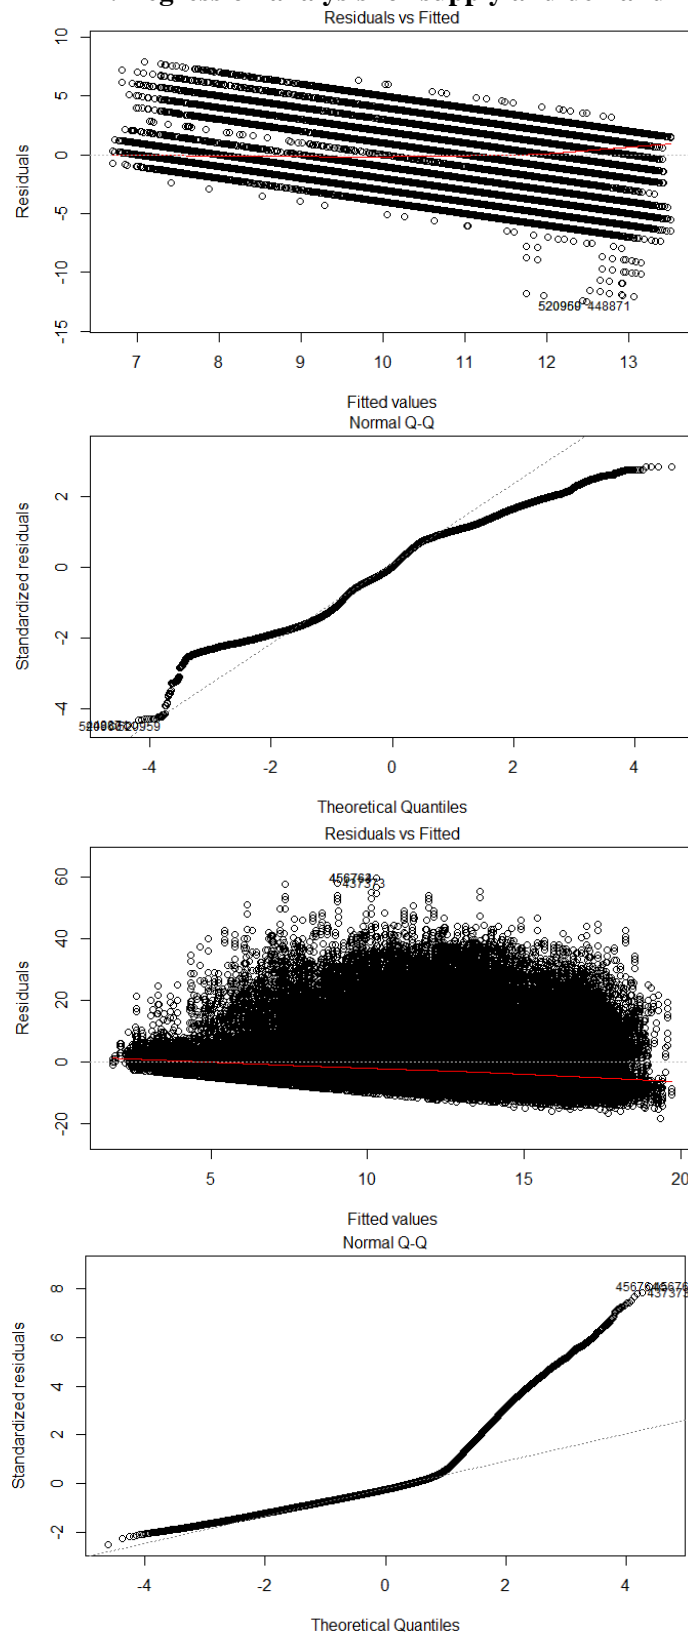 Residuals vs Fitted
10
5
0
-5
-10
-15
Residuals
520960 448871
7 8 9 10 11 12 13
Fitted values
Normal Q-Q
2
0
-2
-4
Standardized residuals
-4 -2 0 2 4
Theoretical Quantiles
Residuals vs Fitted
60
40
20
0
-20
Residuals
437373
5 10 15 20
Fitted values
Normal Q-Q
8
6
4
2
0
-2
Standardized residuals
437373
-4 -2 0 2 4
Theoretical Quantiles